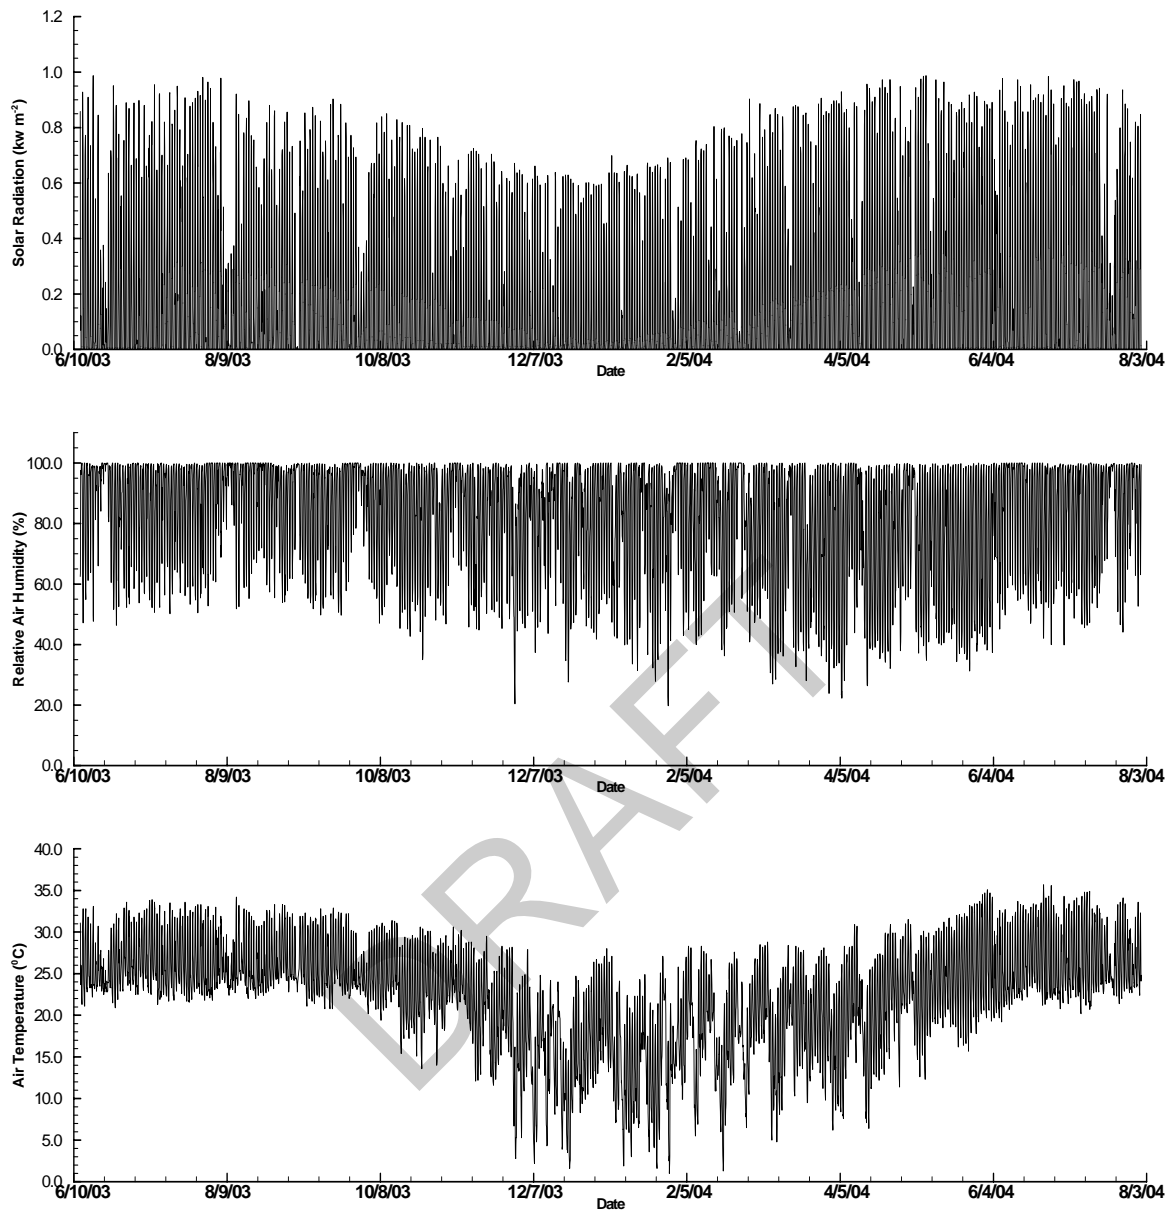 Solar Radiation (kw m-2)
1.2
1.0
0.8
0.6
0.4
0.2
0.0
6/10/03 8/9/03 10/8/03 12/7/03 2/5/04 4/5/04 6/4/04 8/3/04
Date
Relative Air Humidity (%)
100.0
80.0
60.0
40.0
20.0
0.0
6/10/03 8/9/03 10/8/03 12/7/03 2/5/04 4/5/04 6/4/04 8/3/04
Date
Air Temperature (⁰C)
40.0
35.0
30.0
25.0
20.0
15.0
10.0
5.0
0.0
6/10/03 8/9/03 10/8/03 12/7/03 2/5/04 4/5/04 6/4/04 8/3/04
Date
DRAFT